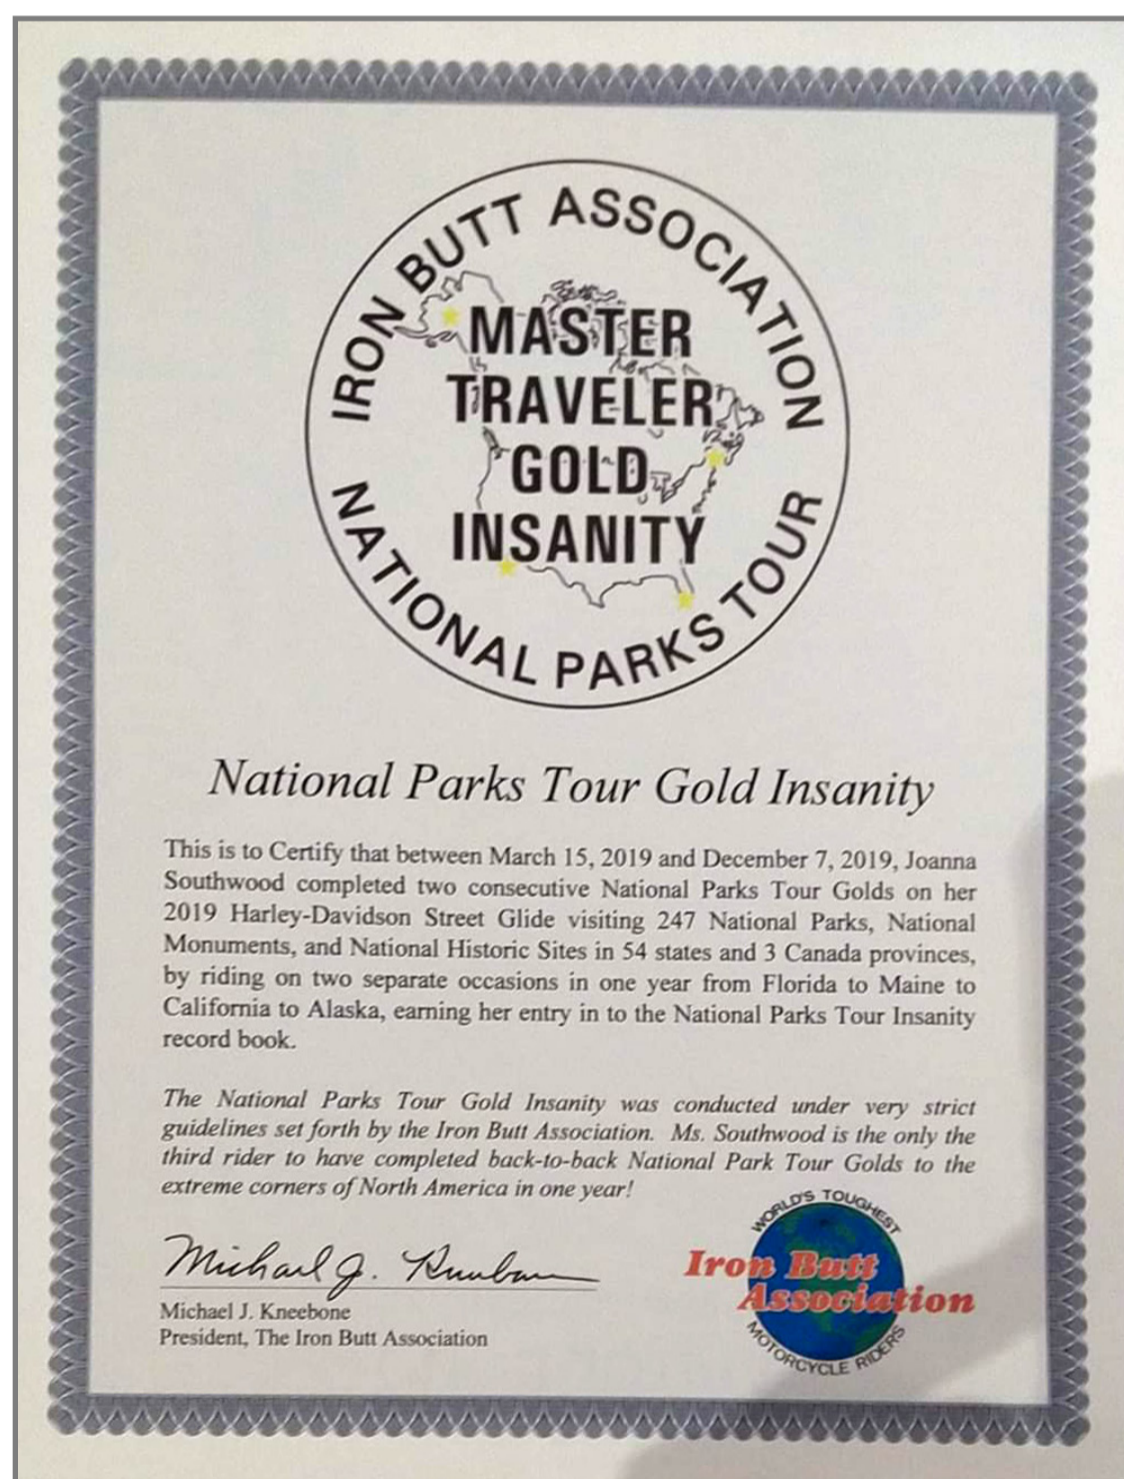 IRON BUTT ASSOCIATION
MASTER
TRAVELER
GOLD
INSANITY
NATIONAL PARKS TOUR
National Parks Tour Gold Insanity
This is to Certify that between March 15, 2019 and December 7, 2019, Joanna
Southwood completed two consecutive National Parks Tour Golds on her
2019 Harley-Davidson Street Glide visiting 247 National Parks, National
Monuments, and National Historic Sites in 54 states and 3 Canada provinces,
by riding on two separate occasions in one year from Florida to Maine to
California to Alaska, earning her entry in to the National Parks Tour Insanity
record book.
The National Parks Tour Gold Insanity was conducted under very strict
guidelines set forth by the Iron Butt Association. Ms. Southwood is the only the
third rider to have completed back-to-back National Park Tour Golds to the
extreme corners of North America in one year!
Michael J. Kneebone
Michael J. Kneebone
President, The Iron Butt Association
WORLD'S TOUGHEST
Iron Butt
Association
MOTORCYCLE RIDERS